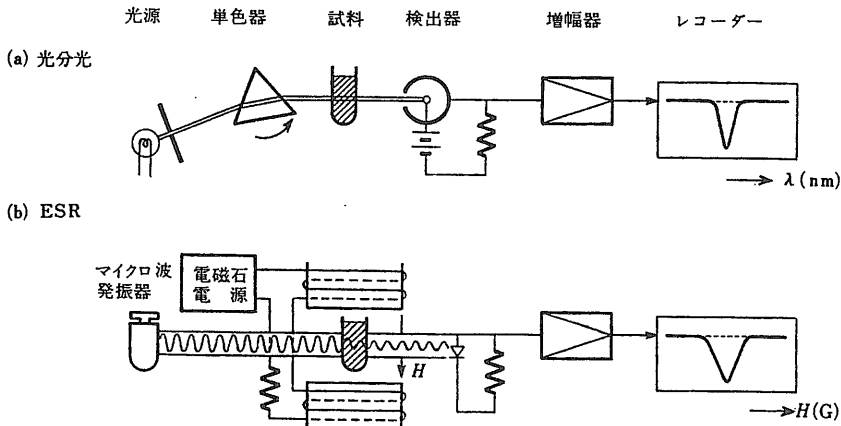 光源 単色器 試料 検出器 増幅器 レコーダー
(a) 光分光
λ(nm)
(b) ESR
マイクロ波
発振器
電磁石
電源
H
H(G)